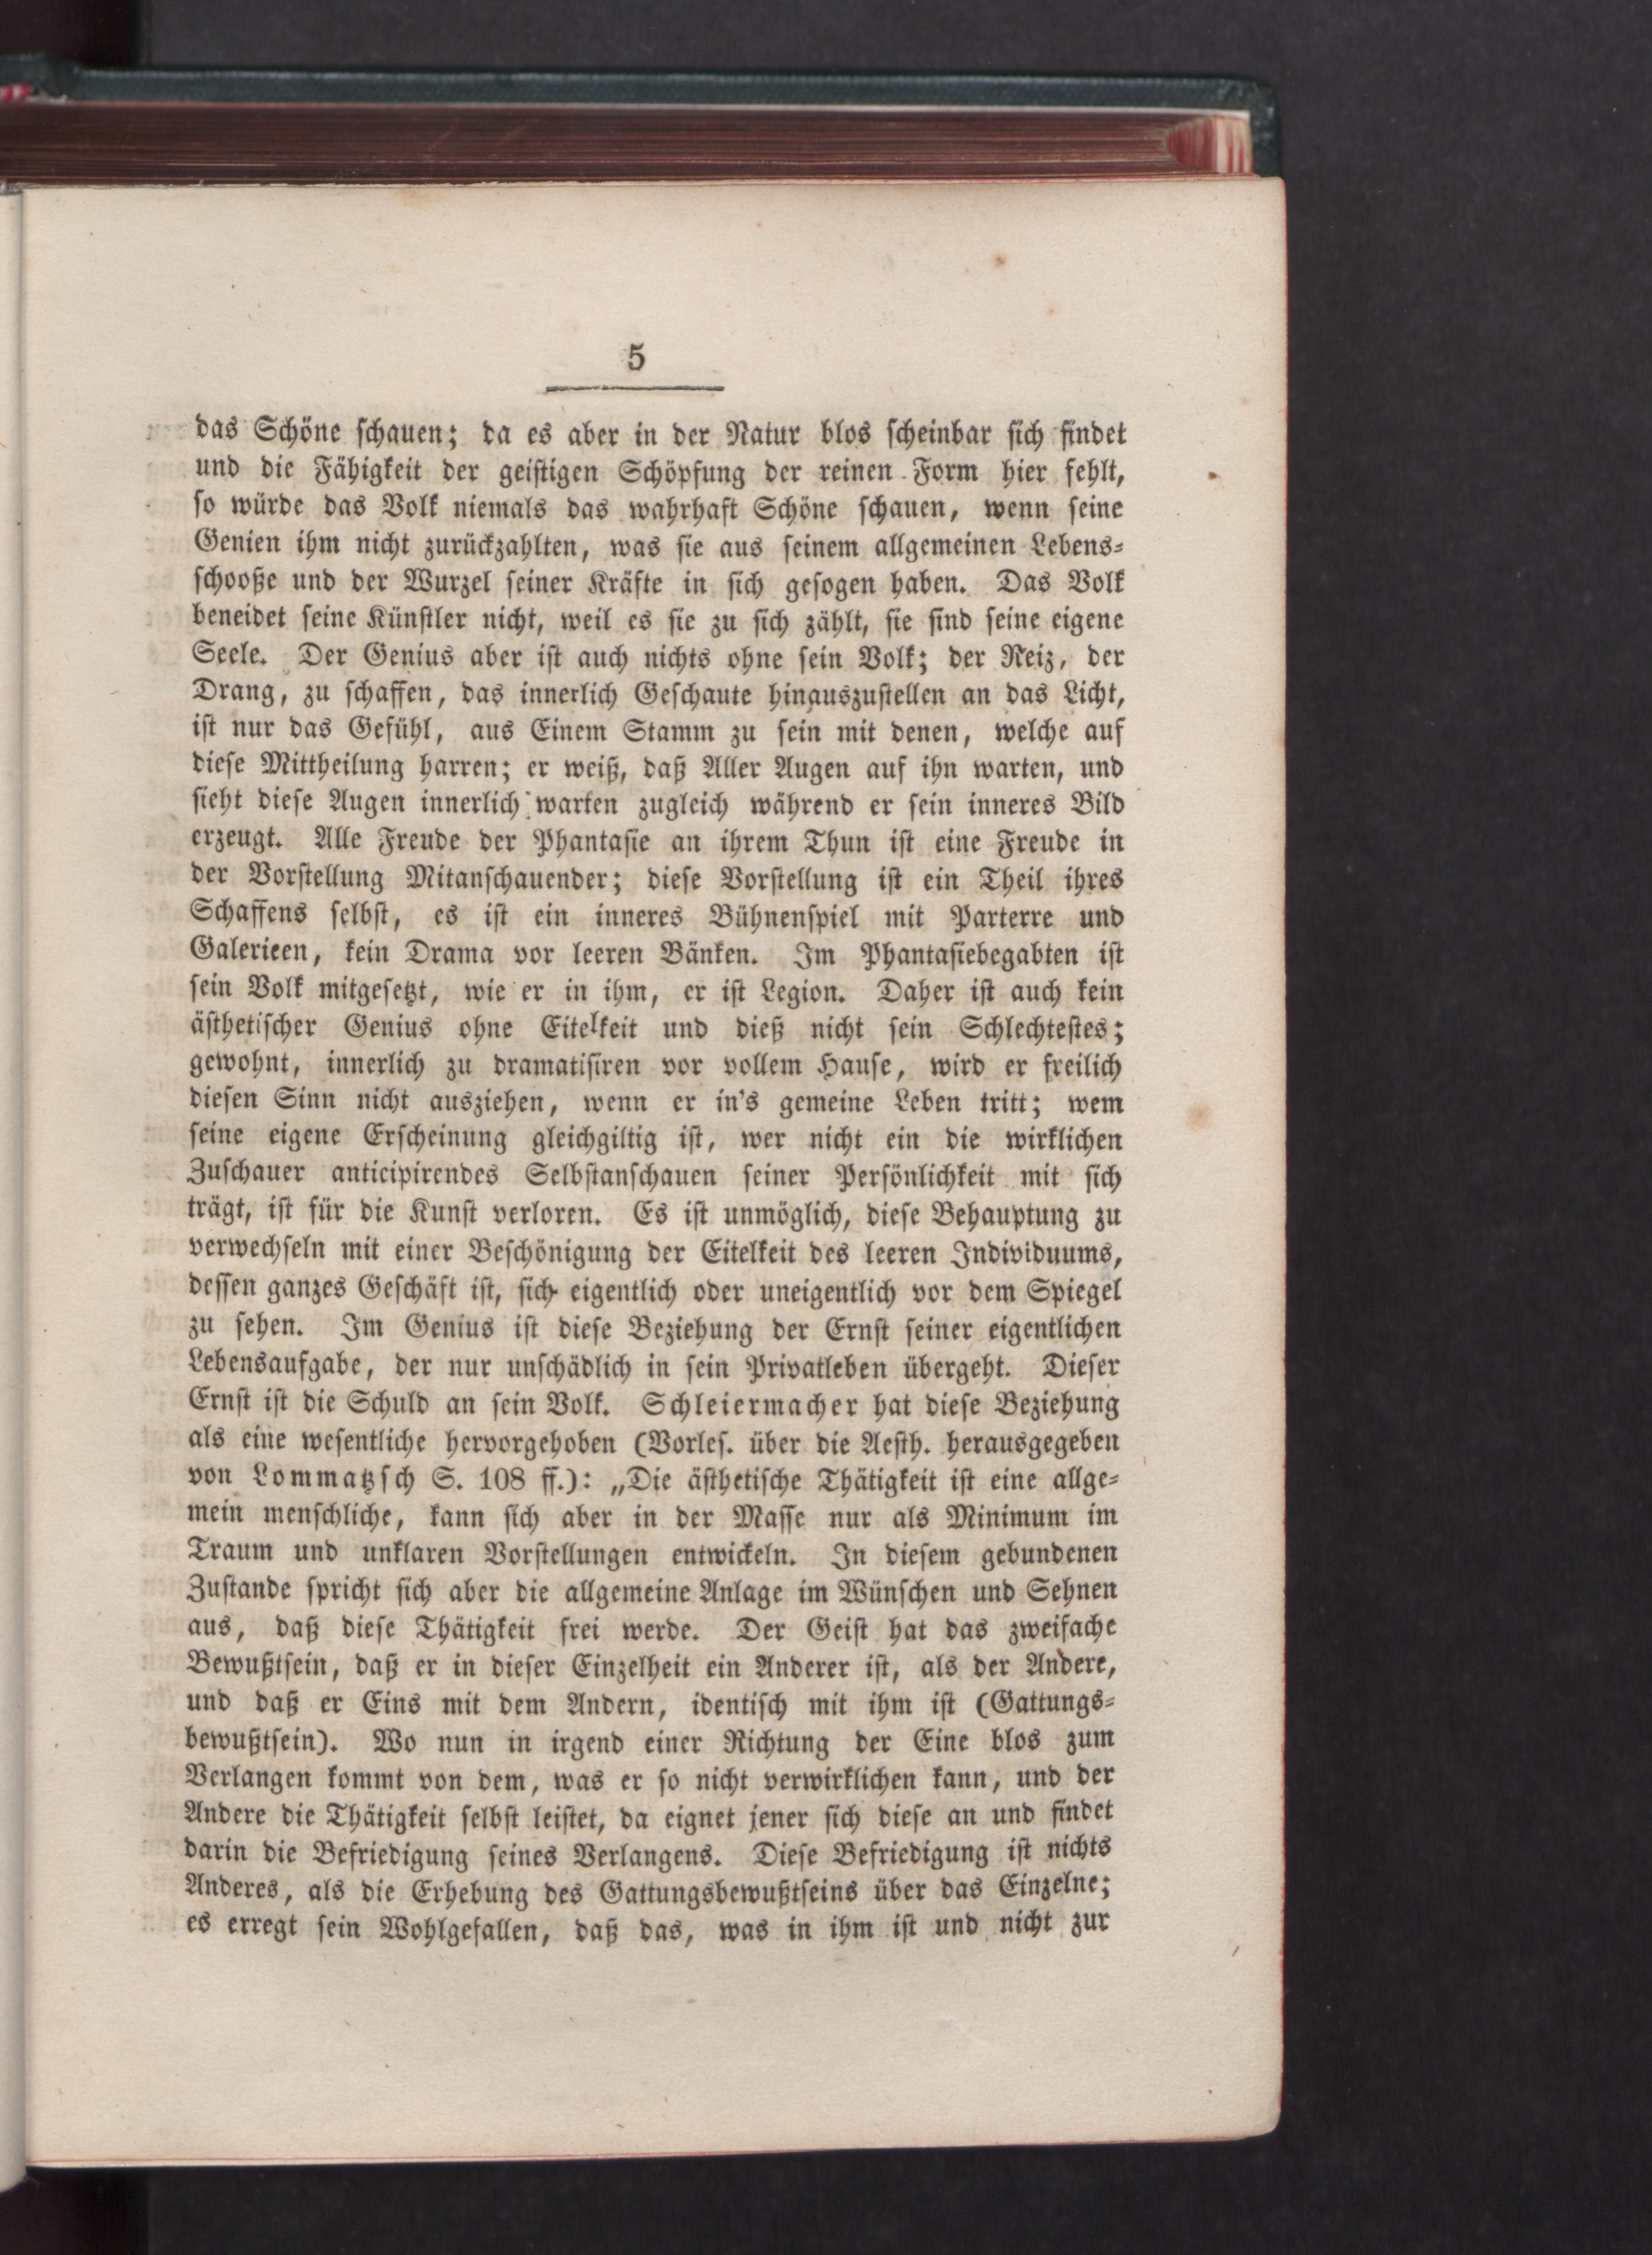 5
das Schöne schauen; da es aber in der Natur blos scheinbar sich findet
und die Fähigkeit der geistigen Schöpfung der reinen Form hier fehlt,
so würde das Volk niemals das wahrhaft Schöne schauen, wenn seine
Genien ihm nicht zurückzahlten, was sie aus seinem allgemeinen Lebens-
schooße und der Wurzel seiner Kräfte in sich gesogen haben. Das Volk
beneidet seine Künstler nicht, weil es sie zu sich zählt, sie sind seine eigene
Seele. Der Genius aber ist auch nichts ohne sein Volk; der Reiz, der
Drang, zu schaffen, das innerlich Geschaute hinauszustellen an das Licht,
ist nur das Gefühl, aus Einem Stamm zu sein mit denen, welche auf
diese Mittheilung harren; er weiß, daß Aller Augen auf ihn warten, und
sieht diese Augen innerlich warten zugleich während er sein inneres Bild
erzeugt. Alle Freude der Phantasie an ihrem Thun ist eine Freude in
der Vorstellung Mitanschauender; diese Vorstellung ist ein Theil ihres
Schaffens selbst, es ist ein inneres Bühnenspiel mit Parterre und
Galerieen, kein Drama vor leeren Bänken. Im Phantasiebegabten ist
sein Volk mitgesetzt, wie er in ihm, er ist Legion. Daher ist auch kein
ästhetischer Genius ohne Eitelkeit und dieß nicht sein Schlechtestes;
gewohnt, innerlich zu dramatisiren vor vollem Hause, wird er freilich
diesen Sinn nicht ausziehen, wenn er in's gemeine Leben tritt; wem
seine eigene Erscheinung gleichgiltig ist, wer nicht ein die wirklichen
Zuschauer anticipirendes Selbstanschauen seiner Persönlichkeit mit sich
trägt, ist für die Kunst verloren. Es ist unmöglich, diese Behauptung zu
verwechseln mit einer Beschönigung der Eitelkeit des leeren Individuums,
dessen ganzes Geschäft ist, sich eigentlich oder uneigentlich vor dem Spiegel
zu sehen. Im Genius ist diese Beziehung der Ernst seiner eigentlichen
Lebensaufgabe, der nur unschädlich in sein Privatleben übergeht. Dieser
Ernst ist die Schuld an sein Volk. Schleiermacher hat diese Beziehung
als eine wesentliche hervorgehoben (Vorles. über die Aesth. herausgegeben
von Lommatzsch S. 108 ff.): „Die ästhetische Thätigkeit ist eine allge-
mein menschliche, kann sich aber in der Masse nur als Minimum im
Traum und unklaren Vorstellungen entwickeln. In diesem gebundenen
Zustande spricht sich aber die allgemeine Anlage im Wünschen und Sehnen
aus, daß diese Thätigkeit frei werde. Der Geist hat das zweifache
Bewußtsein, daß er in dieser Einzelheit ein Anderer ist, als der Andere,
und daß er Eins mit dem Andern, identisch mit ihm ist (Gattungs-
bewußtsein). Wo nun in irgend einer Richtung der Eine blos zum
Verlangen kommt von dem, was er so nicht verwirklichen kann, und der
Andere die Thätigkeit selbst leistet, da eignet jener sich diese an und findet
darin die Befriedigung seines Verlangens. Diese Befriedigung ist nichts
Anderes, als die Erhebung des Gattungsbewußtseins über das Einzelne;
es erregt sein Wohlgefallen, daß das, was in ihm ist und nicht zur